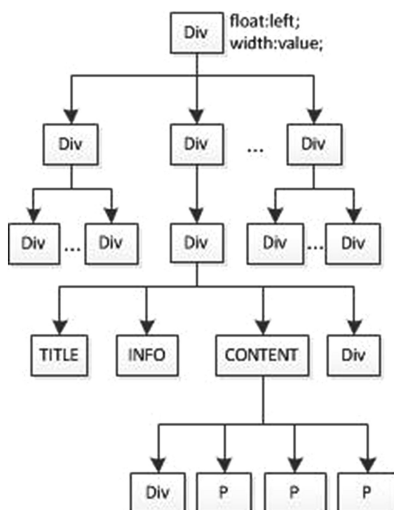 Div
float:left;
width:value;
Div Div ... Div
Div ... Div Div Div ... Div
TITLE INFO CONTENT Div
Div P P P